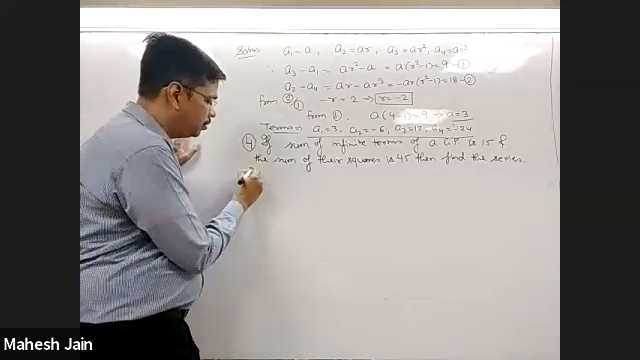 Soln: a₁=a, a₂=ar, a₃=ar², a₄=ar³
∵ a₃-a₁= ar²-a = a(r²-1)=9 -①
a₂-a₄= ar-ar³ = -ar(r²-1)=18-②
from ②/① -r=2 ⇒ r=-2
from ①. a(4-1)=9 ⇒ a=3
Terms:= a₁=3, a₂=-6, a₃=12, a₄=-24
④ If sum of infinite terms of a G.P. is 15 &
the sum of their squares is 45 then find the series.
Mahesh Jain